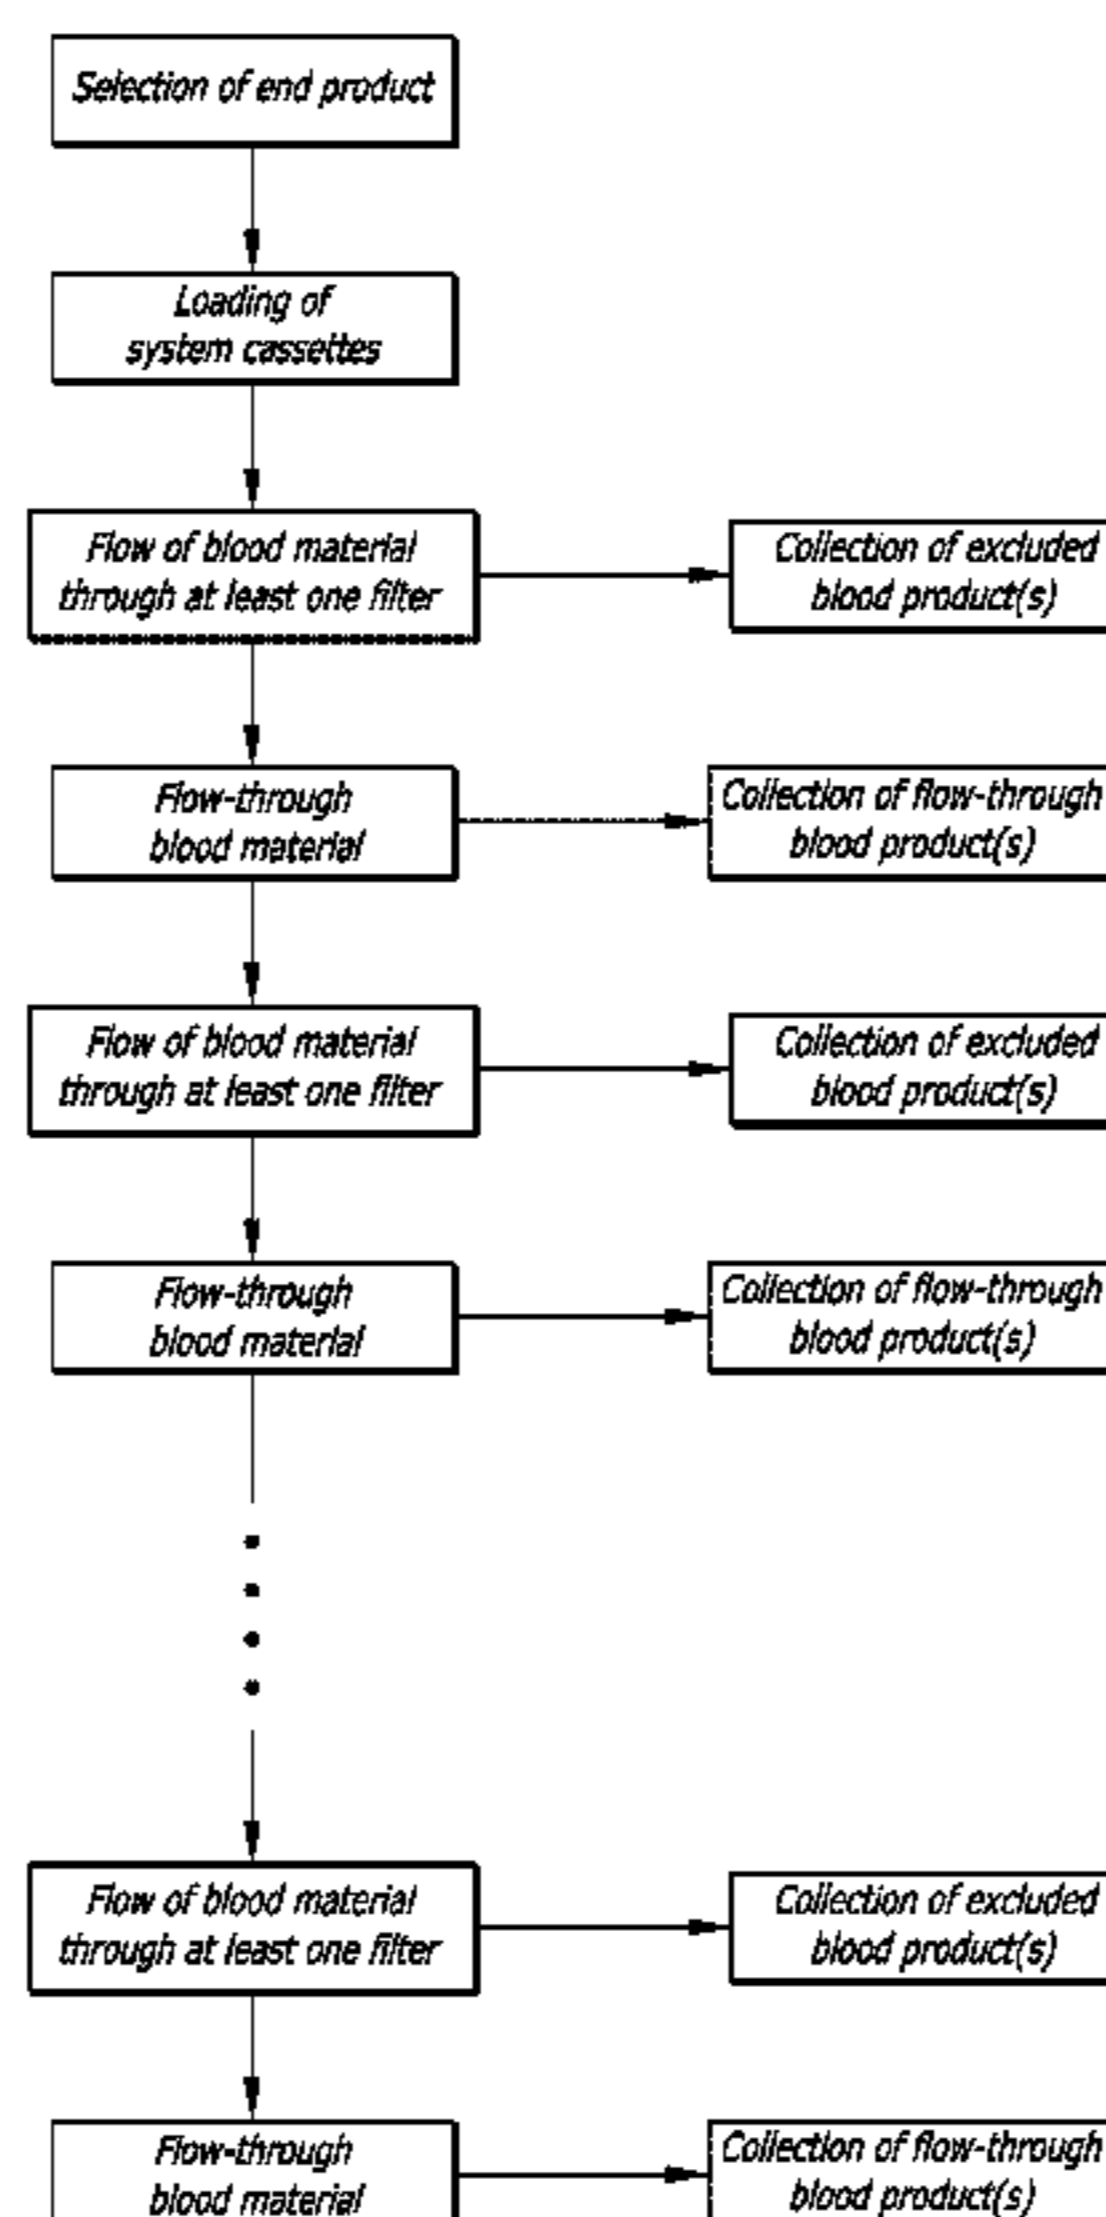 Selection of end product
Loading of
system cassettes
Flow of blood material
through at least one filter
Collection of excluded
blood product(s)
Flow-through
blood material
Collection of flow-through
blood product(s)
Flow of blood material
through at least one filter
Collection of excluded
blood product(s)
Flow-through
blood material
Collection of flow-through
blood product(s)
Flow of blood material
through at least one filter
Collection of excluded
blood product(s)
Flow-through
blood material
Collection of flow-through
blood product(s)